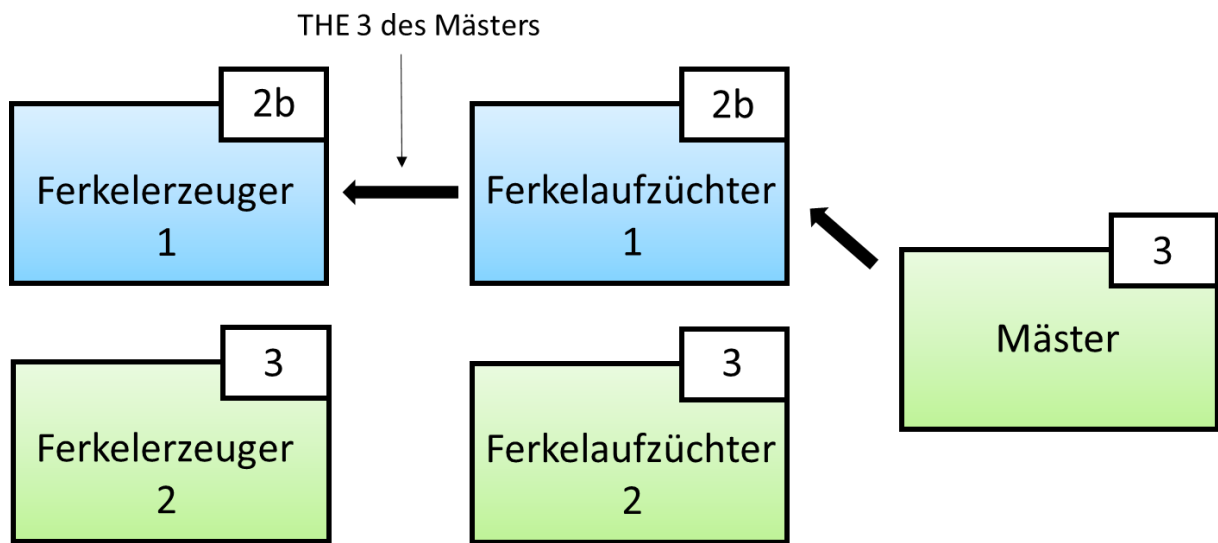 THE 3 des Mästers
2b
Ferkelerzeuger
1
2b
Ferkelaufzüchter
1
3
Mäster
3
Ferkelerzeuger
2
3
Ferkelaufzüchter
2